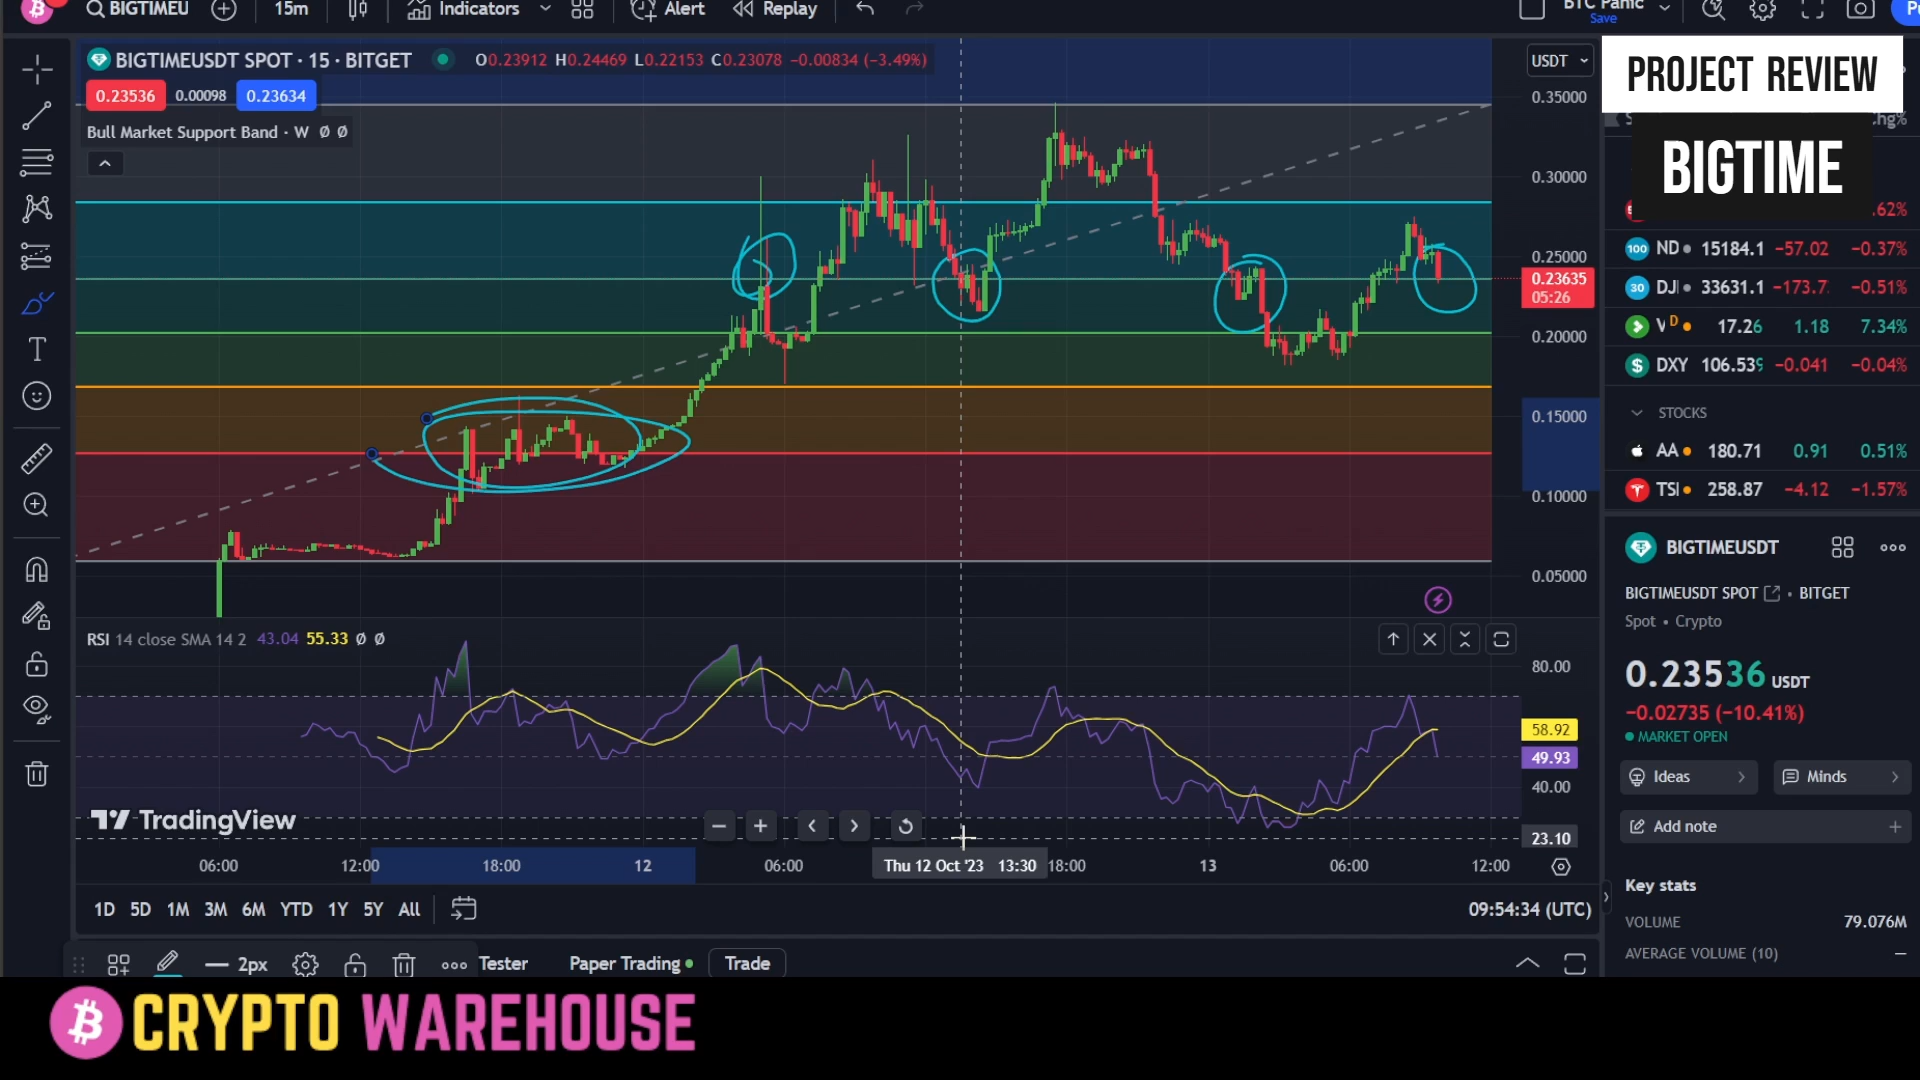 BIGTIMEU
15m
Indicators
Alert
Replay
BTC Panic
Save
BIGTIMEUSDT SPOT · 15 · BITGET
O0.23912 H0.24469 L0.22153 C0.23078 −0.00834 (−3.49%)
0.23536
0.00098
0.23634
Bull Market Support Band · W ∅ ∅
USDT
0.35000
0.30000
0.25000
0.23635
05:26
0.20000
0.15000
0.10000
0.05000
PROJECT REVIEW
BIGTIME
.62%
ND 15184.1 −57.02 −0.37%
DJI 33631.1 −173.7 −0.51%
V D 17.26 1.18 7.34%
DXY 106.539 −0.041 −0.04%
STOCKS
AA 180.71 0.91 0.51%
TSI 258.87 −4.12 −1.57%
BIGTIMEUSDT
BIGTIMEUSDT SPOT • BITGET
Spot • Crypto
0.23536 USDT
−0.02735 (−10.41%)
MARKET OPEN
Ideas
Minds
Add note
Key stats
VOLUME 79.076M
AVERAGE VOLUME (10) —
RSI 14 close SMA 14 2 43.04 55.33 ∅ ∅
80.00
58.92
49.93
40.00
23.10
TradingView
06:00
12:00
18:00
12
06:00
Thu 12 Oct '23 13:30
18:00
13
06:00
12:00
1D 5D 1M 3M 6M YTD 1Y 5Y All
09:54:34 (UTC)
2px
Tester
Paper Trading
Trade
CRYPTO WAREHOUSE